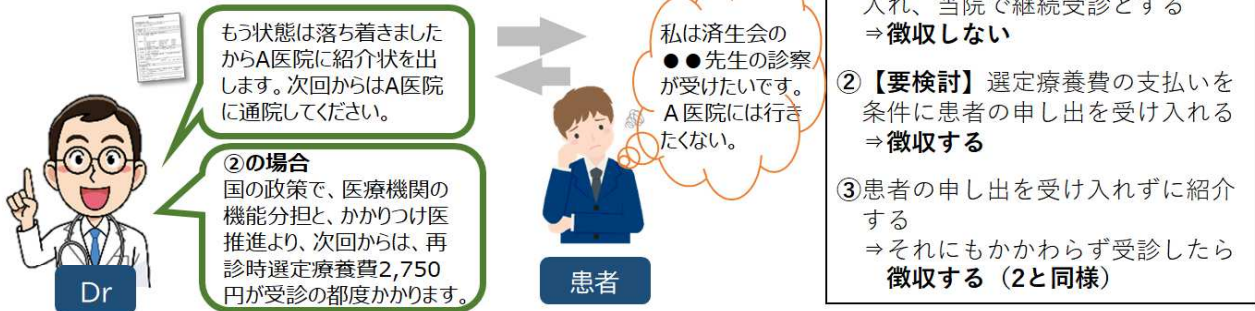 もう状態は落ち着きました
からA医院に紹介状を出
します。次回からはA医院
に通院してください。
②の場合
国の政策で、医療機関の
機能分担と、かかりつけ医
推進より、次回からは、再
診時選定療養費2,750
円が受診の都度かかります。
Dr
私は済生会の
●●先生の診察
が受けたいです。
A医院には行き
たくない。
患者
入れ、当院で継続受診とする
⇒徴収しない
②【要検討】選定療養費の支払いを
条件に患者の申し出を受け入れる
⇒徴収する
③患者の申し出を受け入れずに紹介
する
⇒それにもかかわらず受診したら
徴収する（2と同様）